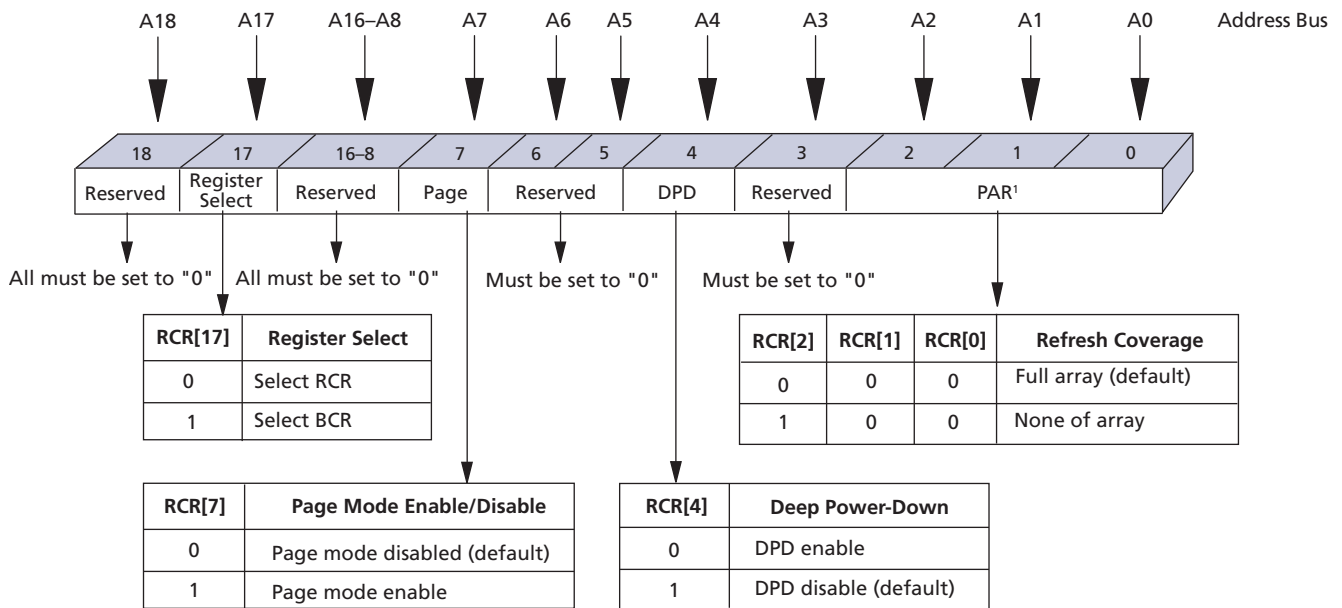 A18 A17 A16–A8 A7 A6 A5 A4 A3 A2 A1 A0 Address Bus
18 17 16–8 7 6 5 4 3 2 1 0
Reserved Register Select Reserved Page Reserved DPD Reserved PAR¹
All must be set to "0" All must be set to "0" Must be set to "0" Must be set to "0"
RCR[17] Register Select
0 Select RCR
1 Select BCR
RCR[2] RCR[1] RCR[0] Refresh Coverage
0 0 0 Full array (default)
1 0 0 None of array
RCR[7] Page Mode Enable/Disable
0 Page mode disabled (default)
1 Page mode enable
RCR[4] Deep Power-Down
0 DPD enable
1 DPD disable (default)